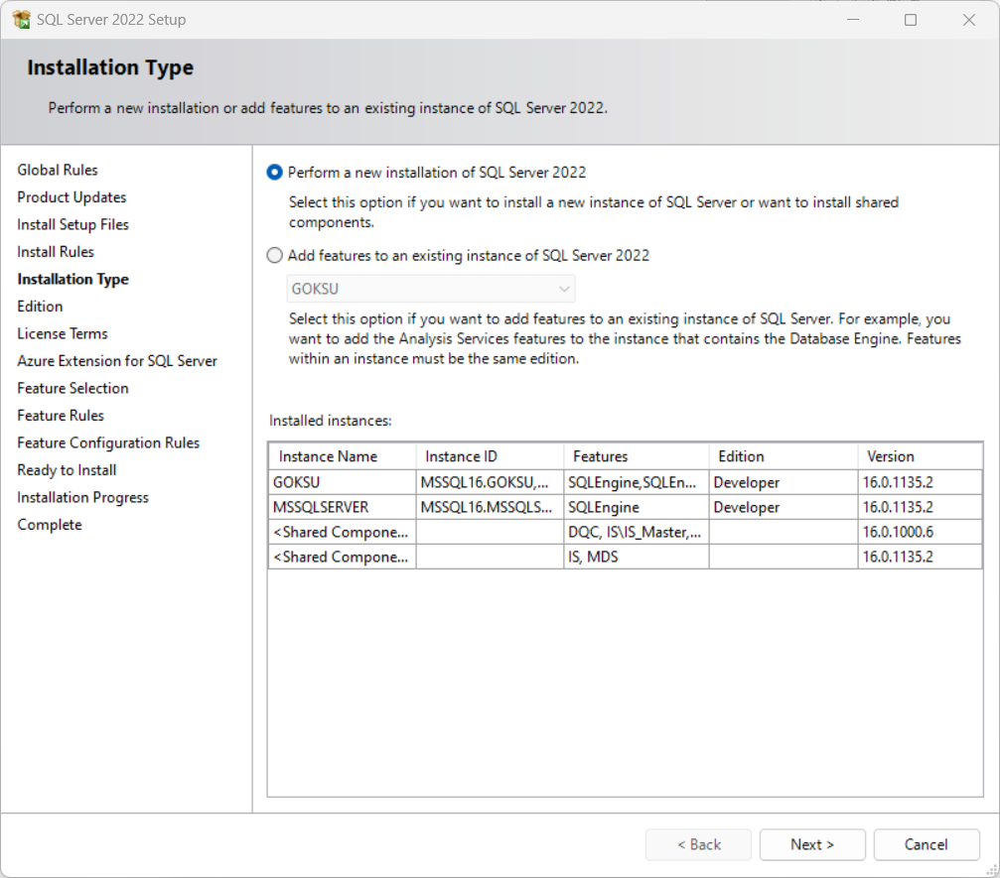 SQL Server 2022 Setup
Installation Type
Perform a new installation or add features to an existing instance of SQL Server 2022.
Global Rules
Product Updates
Install Setup Files
Install Rules
Installation Type
Edition
License Terms
Azure Extension for SQL Server
Feature Selection
Feature Rules
Feature Configuration Rules
Ready to Install
Installation Progress
Complete
Perform a new installation of SQL Server 2022
Select this option if you want to install a new instance of SQL Server or want to install shared
components.
Add features to an existing instance of SQL Server 2022
GOKSU
Select this option if you want to add features to an existing instance of SQL Server. For example, you
want to add the Analysis Services features to the instance that contains the Database Engine. Features
within an instance must be the same edition.
Installed instances:
Instance Name Instance ID Features Edition Version
GOKSU MSSQL16.GOKSU,... SQLEngine,SQLEn... Developer 16.0.1135.2
MSSQLSERVER MSSQL16.MSSQLS... SQLEngine Developer 16.0.1135.2
<Shared Compone... DQC, IS\IS_Master,... 16.0.1000.6
<Shared Compone... IS, MDS 16.0.1135.2
< Back Next > Cancel